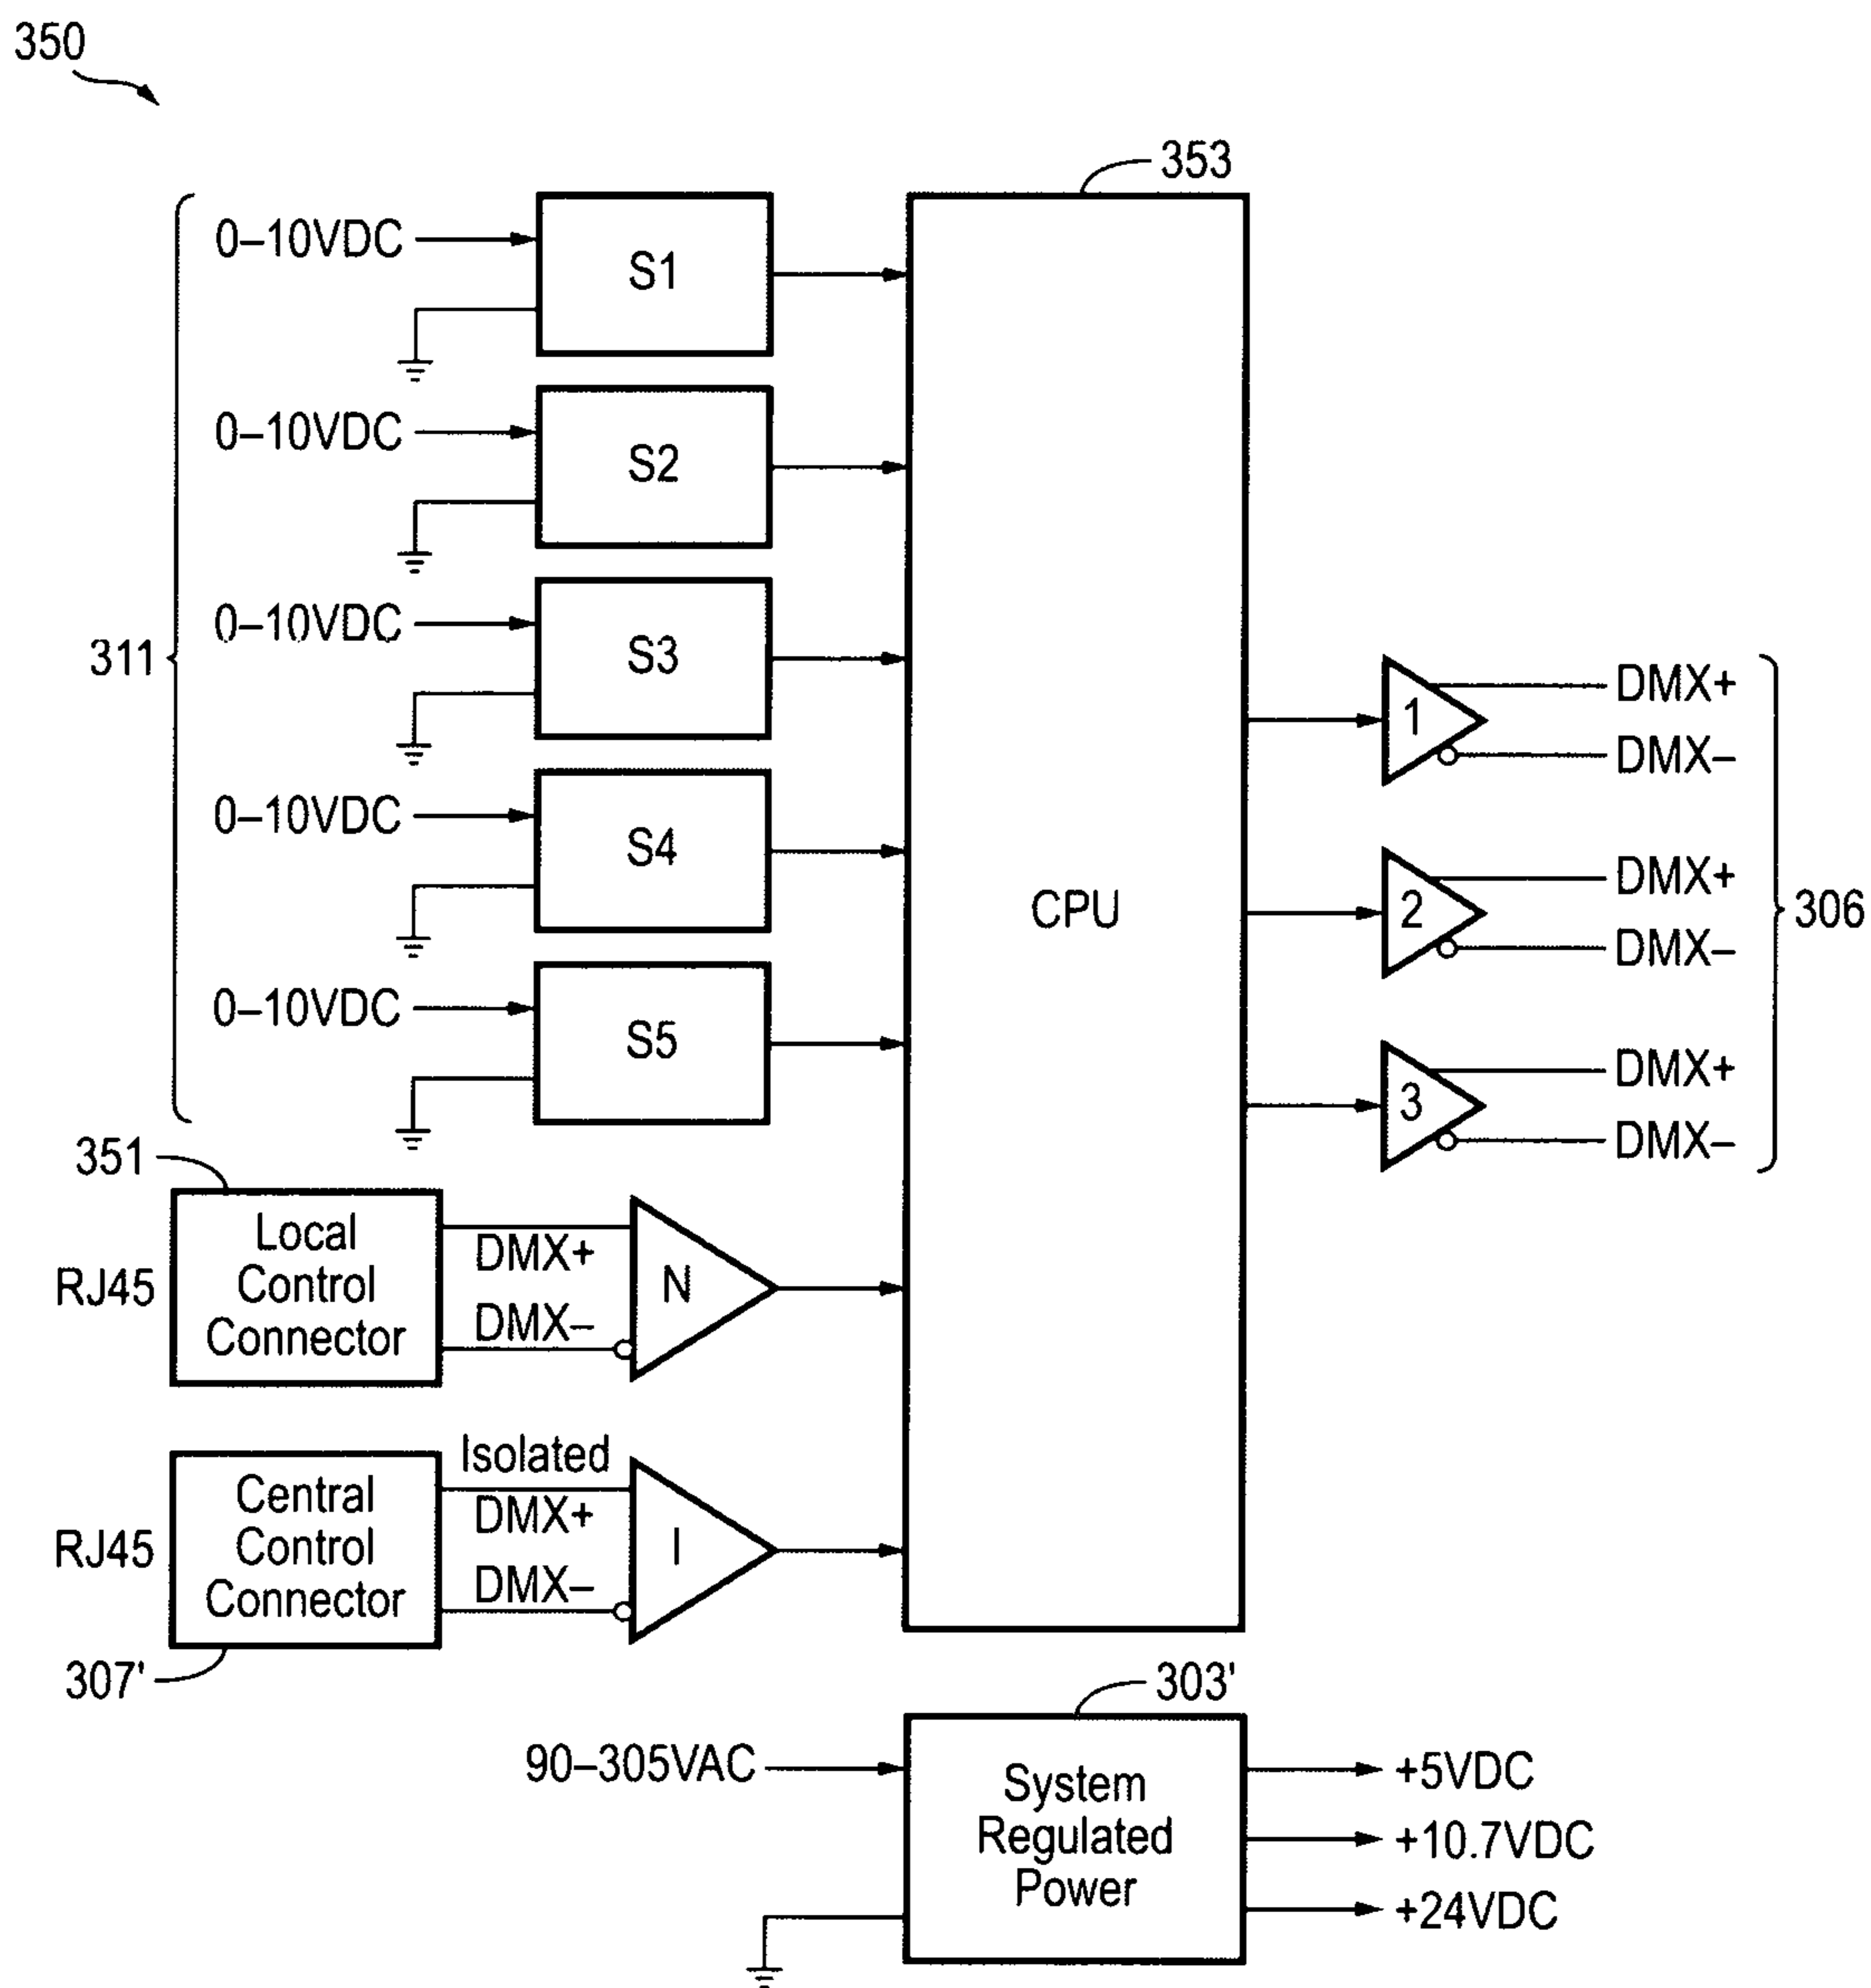 350
353
311
0–10VDC
S1
0–10VDC
S2
0–10VDC
S3
0–10VDC
S4
0–10VDC
S5
CPU
1
DMX+
DMX–
2
DMX+
DMX–
3
DMX+
DMX–
306
351
RJ45
Local
Control
Connector
DMX+
DMX–
N
RJ45
Central
Control
Connector
307'
Isolated
DMX+
DMX–
I
303'
90–305VAC
System
Regulated
Power
+5VDC
+10.7VDC
+24VDC